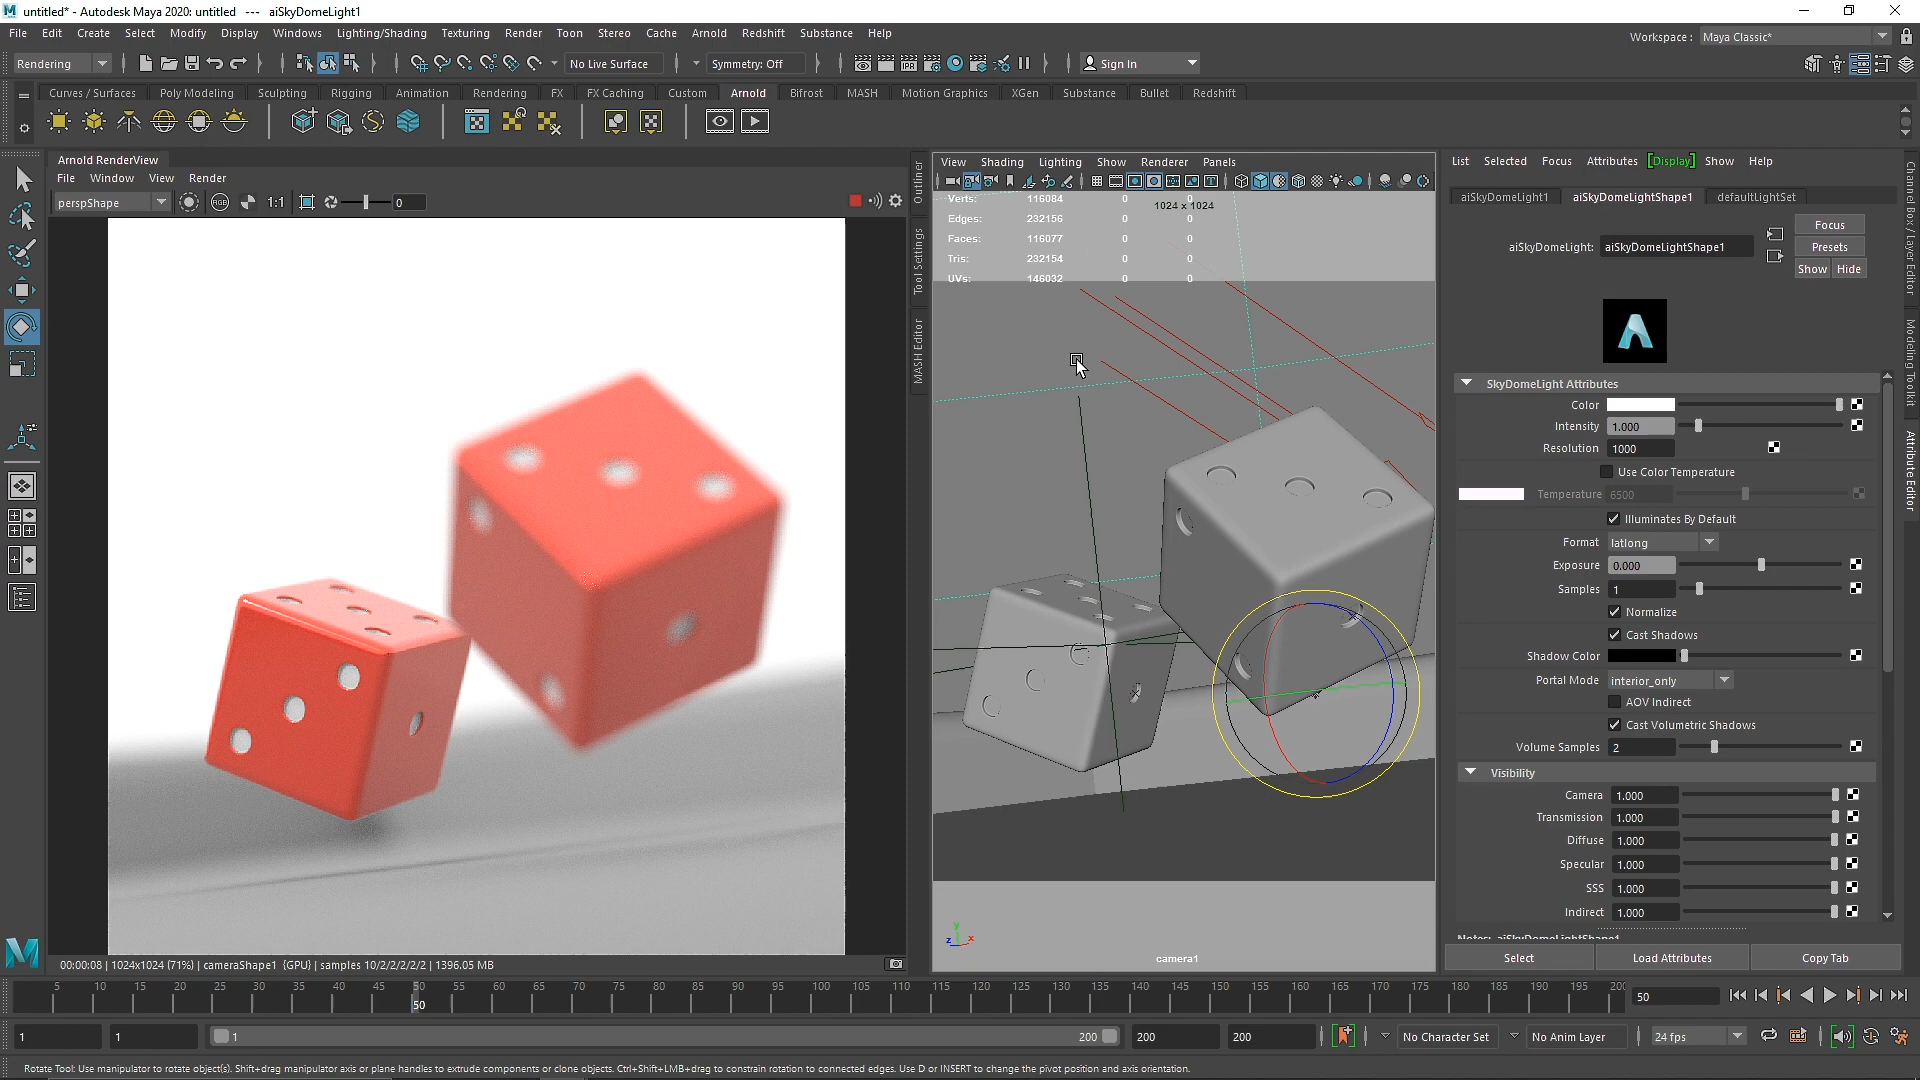 untitled* - Autodesk Maya 2020: untitled   ---   aiSkyDomeLight1
File Edit Create Select Modify Display Windows Lighting/Shading Texturing Render Toon Stereo Cache Arnold Redshift Substance Help
Workspace : Maya Classic*
Rendering No Live Surface Symmetry: Off Sign In
Curves / Surfaces Poly Modeling Sculpting Rigging Animation Rendering FX FX Caching Custom Arnold Bifrost MASH Motion Graphics XGen Substance Bullet Redshift
Arnold RenderView
File Window View Render
perspShape RGB 1:1 0
Outliner
Tool Settings
MASH Editor
View Shading Lighting Show Renderer Panels
Verts: 116084 0 0
1024 x 1024
Edges: 232156 0 0
Faces: 116077 0 0
Tris: 232154 0 0
UVs: 146032 0 0
camera1
y
z x
List Selected Focus Attributes [Display] Show Help
aiSkyDomeLight1 aiSkyDomeLightShape1 defaultLightSet
aiSkyDomeLight: aiSkyDomeLightShape1
Focus
Presets
Show Hide
SkyDomeLight Attributes
Color
Intensity 1.000
Resolution 1000
Use Color Temperature
Temperature 6500
Illuminates By Default
Format latlong
Exposure 0.000
Samples 1
Normalize
Cast Shadows
Shadow Color
Portal Mode interior_only
AOV Indirect
Cast Volumetric Shadows
Volume Samples 2
Visibility
Camera 1.000
Transmission 1.000
Diffuse 1.000
Specular 1.000
SSS 1.000
Indirect 1.000
Notes: aiSkyDomeLightShape1
Select Load Attributes Copy Tab
Channel Box / Layer Editor
Modeling Toolkit
Attribute Editor
00:00:08 | 1024x1024 (71%) | cameraShape1 {GPU} | samples 10/2/2/2/2/2 | 1396.05 MB
5 10 15 20 25 30 35 40 45 50 55 60 65 70 75 80 85 90 95 100 105 110 115 120 125 130 135 140 145 150 155 160 165 170 175 180 185 190 195 200
50
50
1 1 1 200 200 200 No Character Set No Anim Layer 24 fps
Rotate Tool: Use manipulator to rotate object(s). Shift+drag manipulator axis or plane handles to extrude components or clone objects. Ctrl+Shift+LMB+drag to constrain rotation to connected edges. Use D or INSERT to change the pivot position and axis orientation.